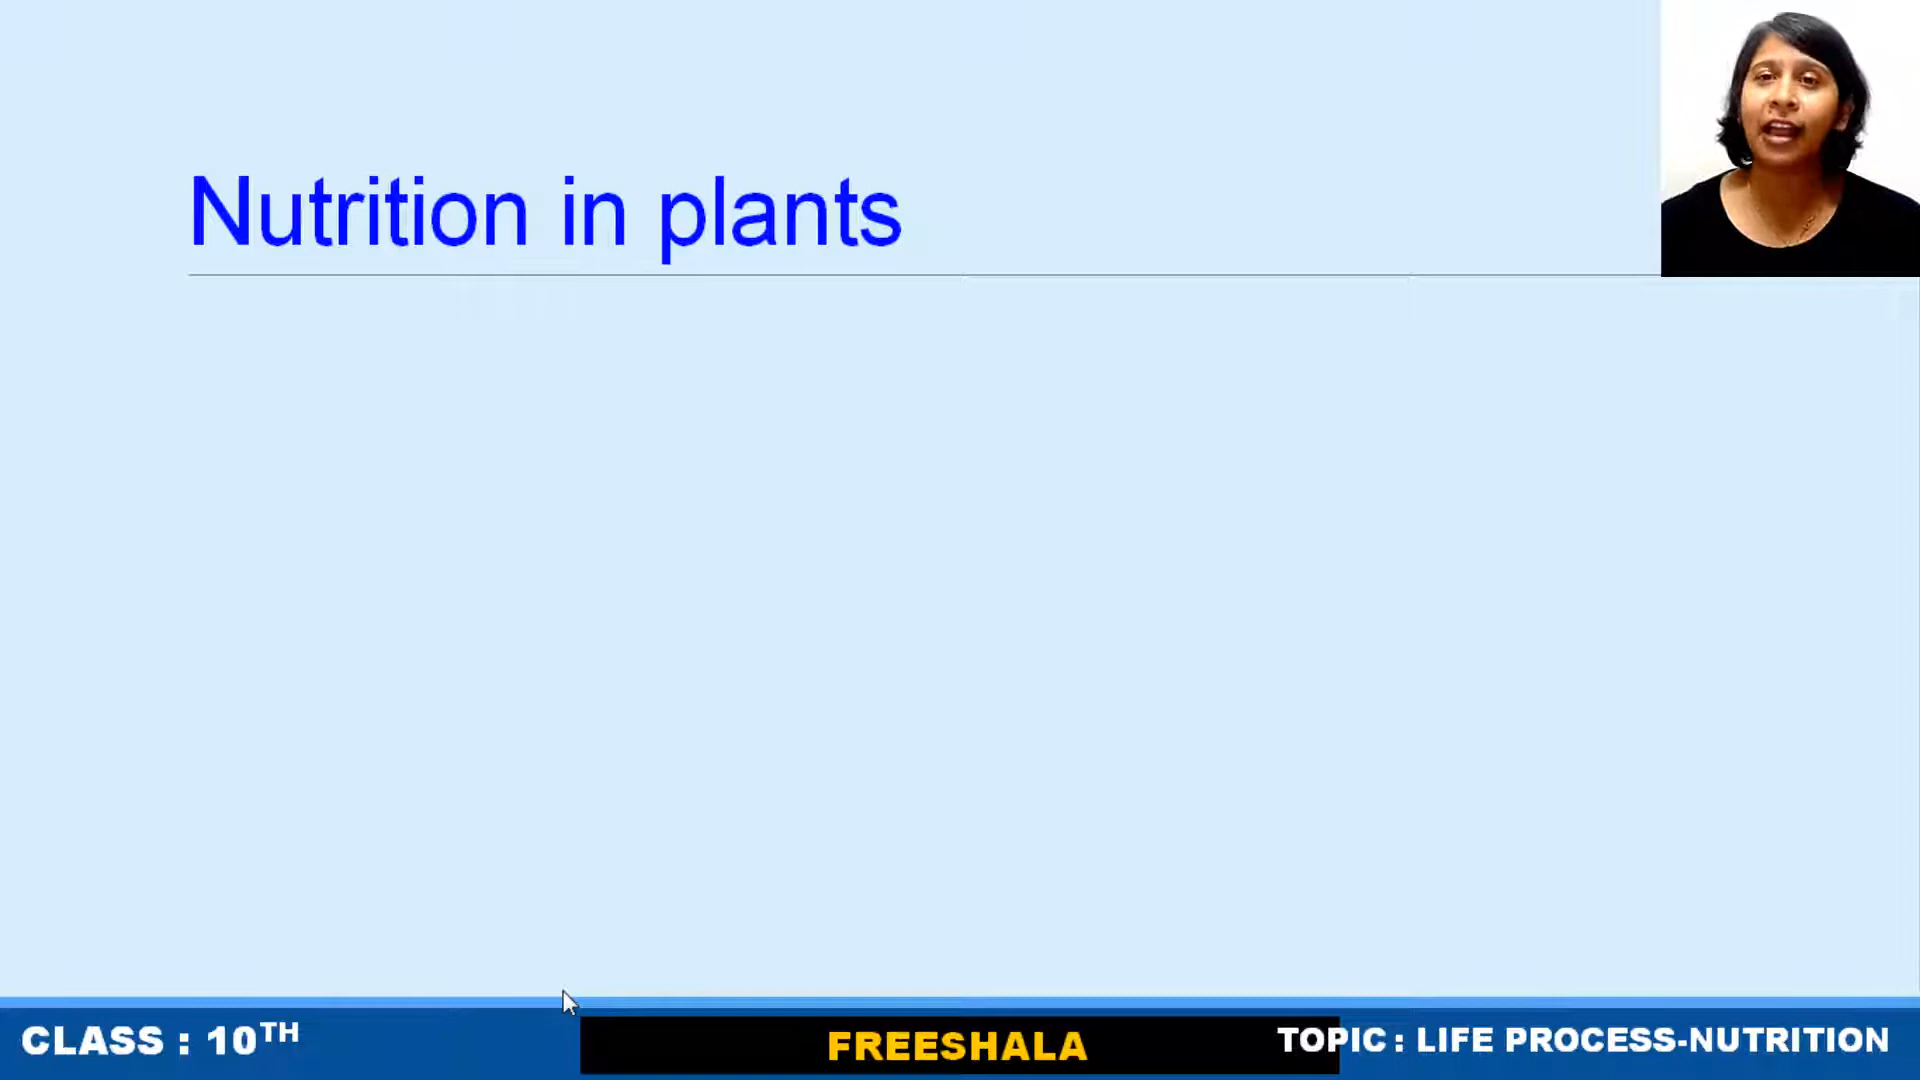 Nutrition in plants
CLASS : 10TH
FREESHALA
TOPIC : LIFE PROCESS-NUTRITION